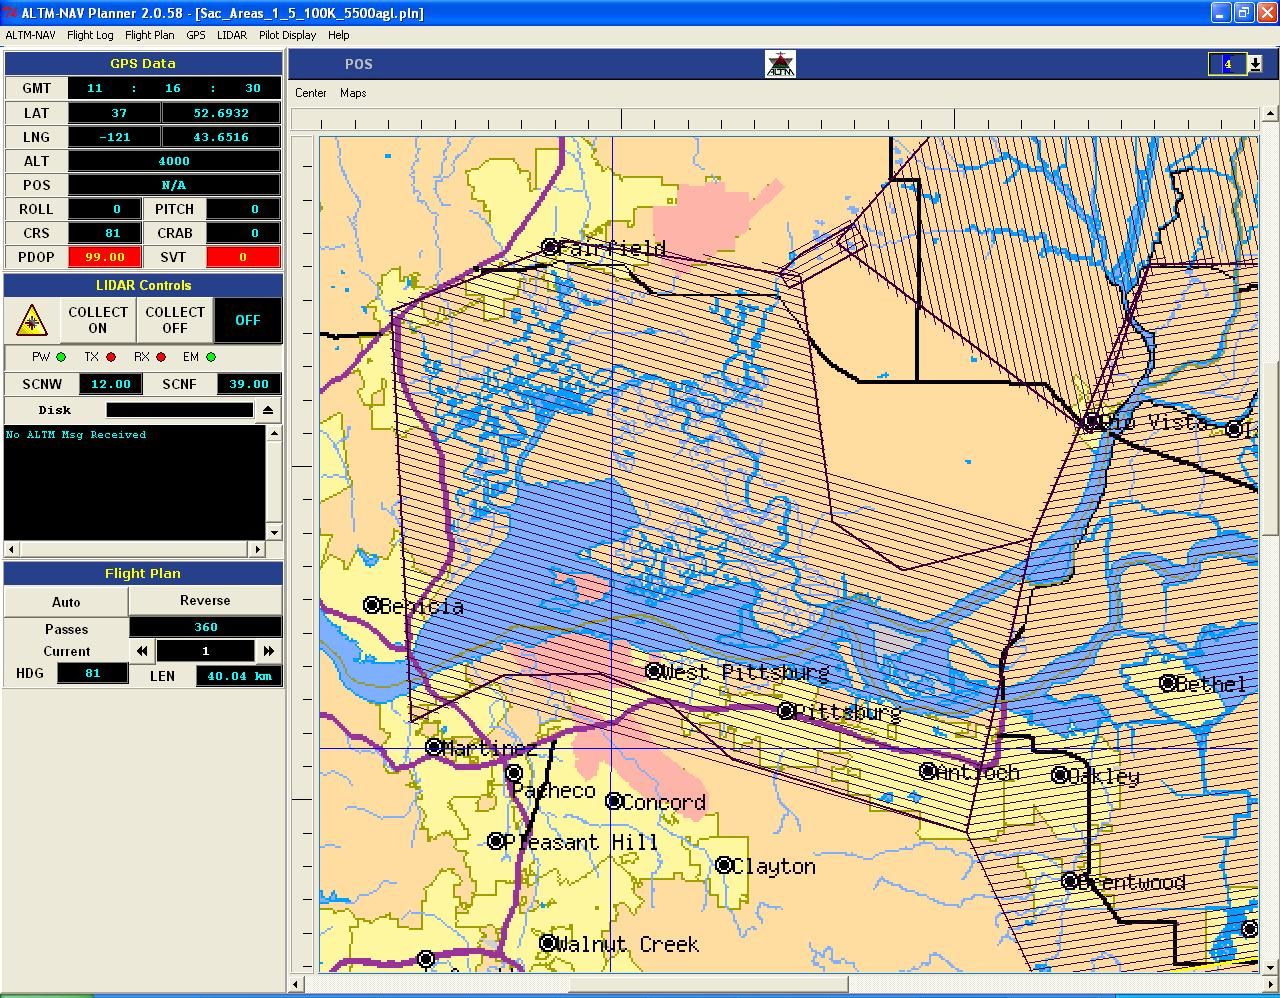 ALTM-NAV Planner 2.0.58 - [Sac_Areas_1_5_100K_5500agl.pln]
ALTM-NAV Flight Log Flight Plan GPS LIDAR Pilot Display Help
GPS Data
GMT 11 : 16 : 30
LAT 37 52.6932
LNG -121 43.6516
ALT 4000
POS N/A
ROLL 0 PITCH 0
CRS 81 CRAB 0
PDOP 99.00 SVT 0
LIDAR Controls
COLLECT ON COLLECT OFF OFF
PW TX RX EM
SCNW 12.00 SCNF 39.00
Disk
No ALTM Msg Received
Flight Plan
Auto Reverse
Passes 360
Current 1
HDG 81 LEN 40.04 km
POS
ALTM
4
Center Maps
Fairfield
Rio Vista
Benicia
West Pittsburg
Bethel
Pittsburg
Martinez
Antioch
Oakley
Pacheco
Concord
Pleasant Hill
Clayton
Brentwood
Walnut Creek